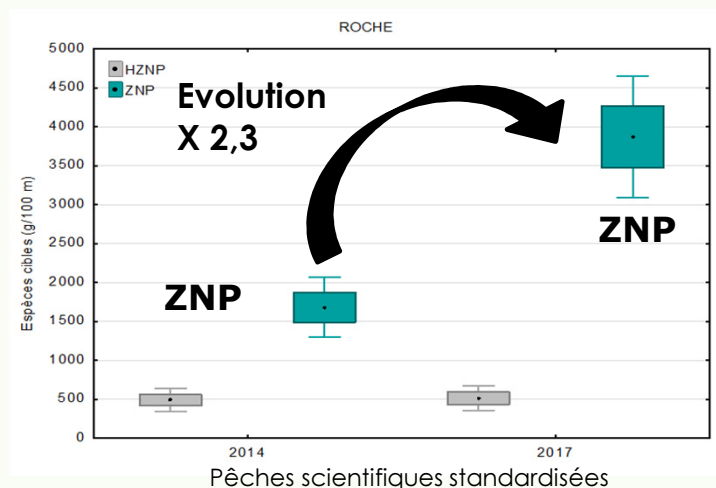 ROCHE
5000
4500
4000
3500
3000
2500
2000
1500
1000
500
0
Espèces cibles (g/100 m)
HZNP
ZNP
Evolution
X 2,3
ZNP
ZNP
2014
2017
Pêches scientifiques standardisées